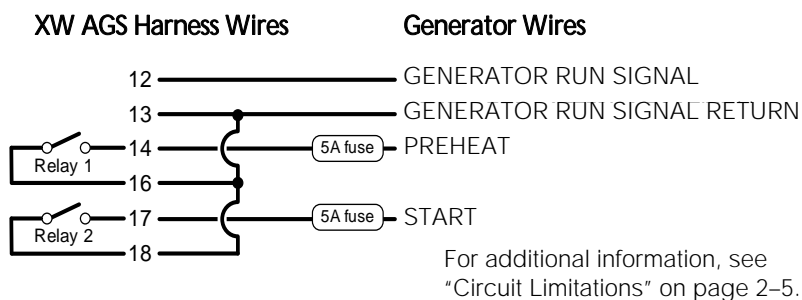 XW AGS Harness Wires Generator Wires
12 GENERATOR RUN SIGNAL
13 GENERATOR RUN SIGNAL RETURN
14 5A fuse PREHEAT
Relay 1
16
17 5A fuse START
Relay 2
18
For additional information, see
“Circuit Limitations” on page 2–5.